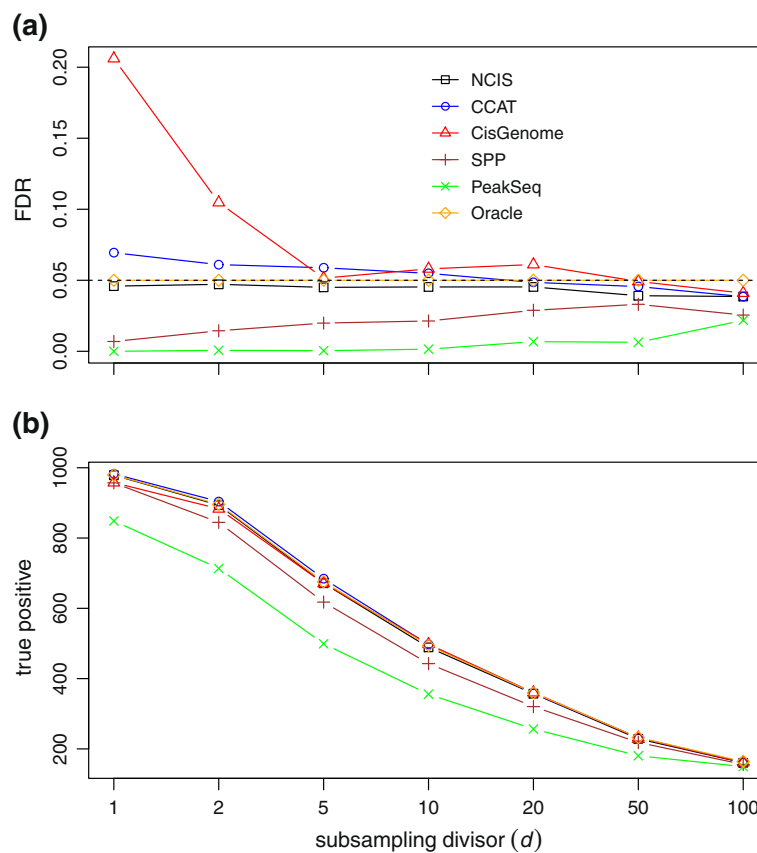 (a)
FDR
0.20
0.15
0.10
0.05
0.00
NCIS
CCAT
CisGenome
SPP
PeakSeq
Oracle
(b)
true positive
1000
800
600
400
200
1 2 5 10 20 50 100
subsampling divisor (d)